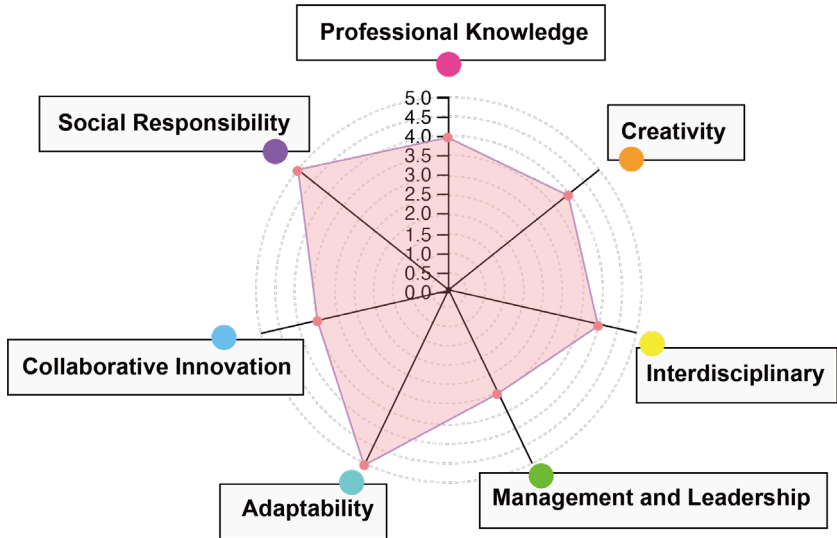 Professional Knowledge
Social Responsibility
Creativity
5.0
4.5
4.0
3.5
3.0
2.5
2.0
1.5
1.0
0.5
0.0
Collaborative Innovation
Interdisciplinary
Adaptability
Management and Leadership